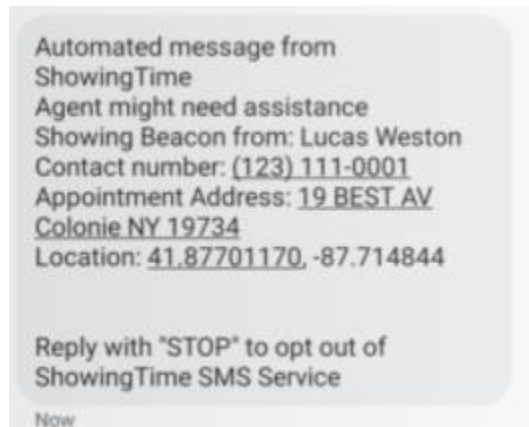 Automated message from
ShowingTime
Agent might need assistance
Showing Beacon from: Lucas Weston
Contact number: (123) 111-0001
Appointment Address: 19 BEST AV
Colonie NY 19734
Location: 41.87701170, -87.714844
Reply with "STOP" to opt out of
ShowingTime SMS Service
Now